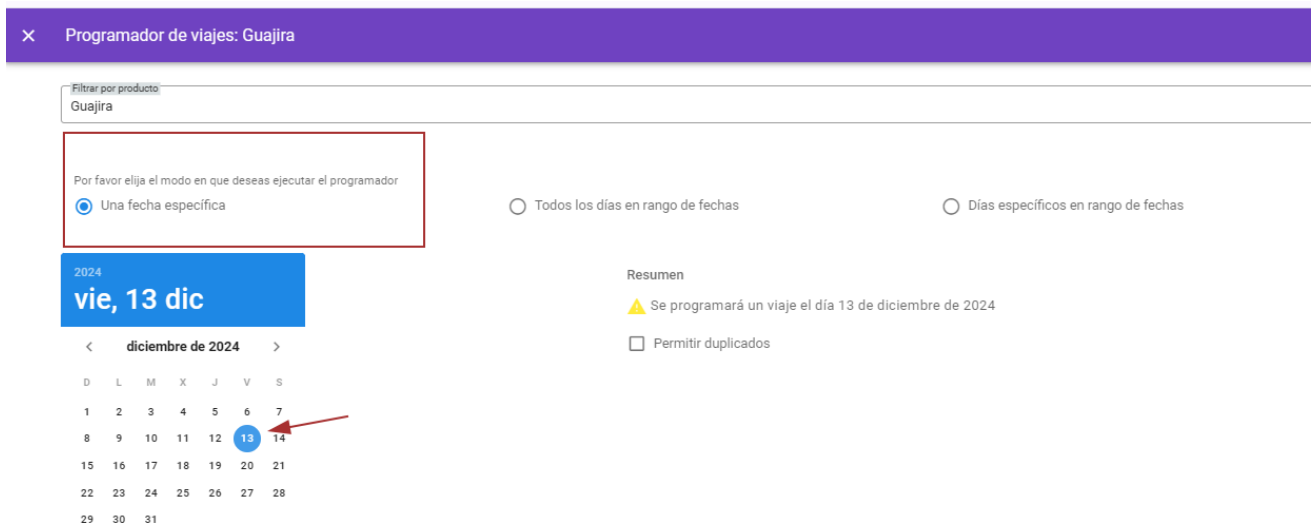 Programador de viajes: Guajira
Filtrar por producto
Guajira
Por favor elija el modo en que deseas ejecutar el programador
Una fecha específica
Todos los días en rango de fechas
Días específicos en rango de fechas
2024
vie, 13 dic
Resumen
Se programará un viaje el día 13 de diciembre de 2024
Permitir duplicados
diciembre de 2024
D L M X J V S
1 2 3 4 5 6 7
8 9 10 11 12 13 14
15 16 17 18 19 20 21
22 23 24 25 26 27 28
29 30 31